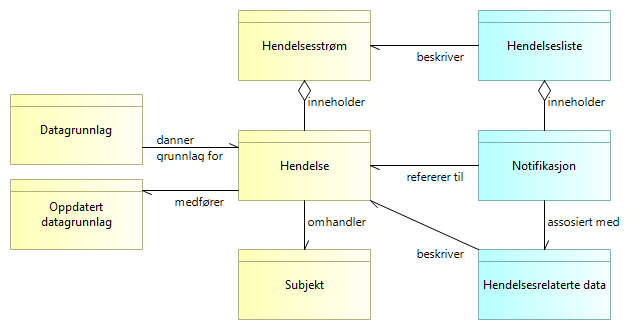 Hendelsesstrøm
Hendelsesliste
beskriver
inneholder
inneholder
Datagrunnlag
danner
grunnlag for
Hendelse
Notifikasjon
refererer til
Oppdatert
datagrunnlag
medfører
omhandler
assosiert med
beskriver
Subjekt
Hendelsesrelaterte data